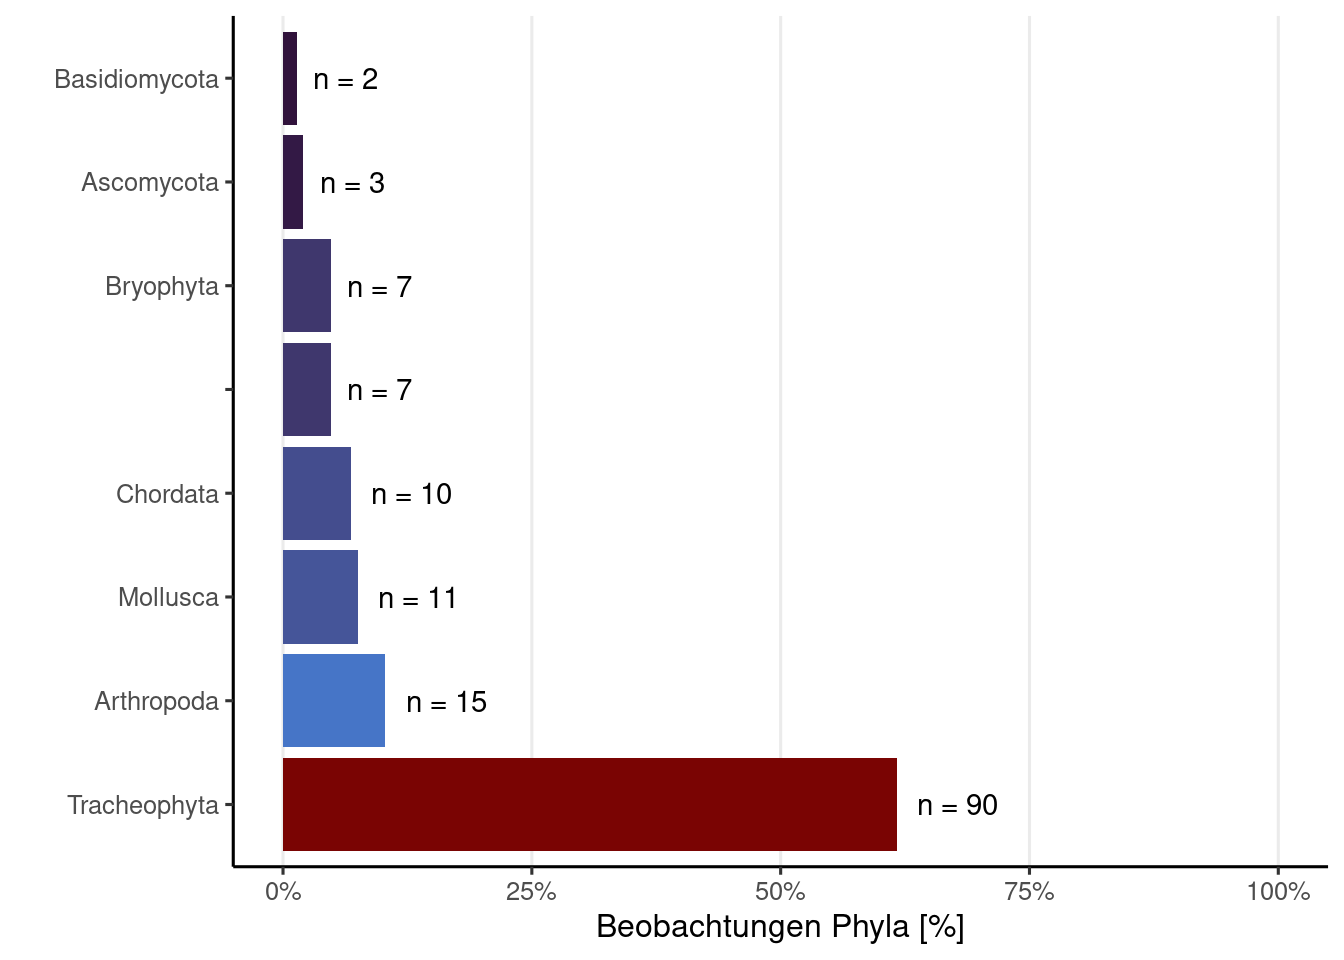 Basidiomycota n = 2
Ascomycota n = 3
Bryophyta n = 7
n = 7
Chordata n = 10
Mollusca n = 11
Arthropoda n = 15
Tracheophyta n = 90
0% 25% 50% 75% 100%
Beobachtungen Phyla [%]